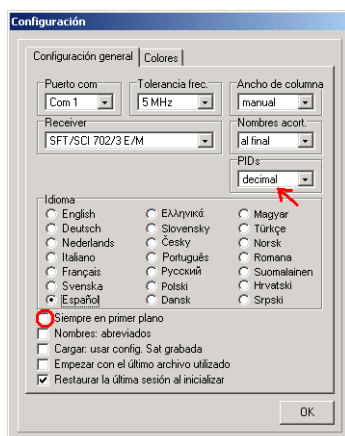 Configuración
Configuración general Colores
Puerto com Tolerancia frec. Ancho de columna
Com 1 5 MHz manual
Receiver Nombres acort.
SFT/SCI 702/3 E/M al final
PIDs
decimal
Idioma
English Ελληνικά Magyar
Deutsch Slovensky Türkçe
Nederlands Česky Norsk
Italiano Português Romana
Français Русский Suomalainen
Svenska Polski Hrvatski
Español Dansk Srpski
Siempre en primer plano
Nombres: abreviados
Cargar: usar config. Sat grabada
Empezar con el último archivo utilizado
Restaurar la última sesión al inicializar
OK